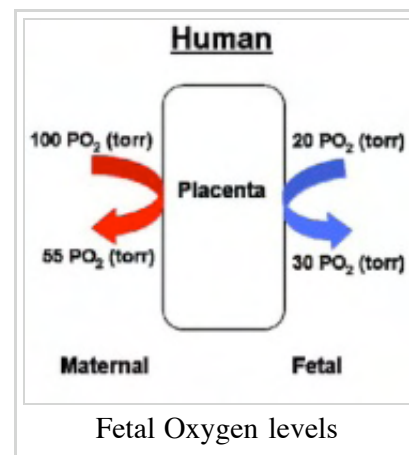 Human
100 PO₂ (torr)
20 PO₂ (torr)
Placenta
55 PO₂ (torr)
30 PO₂ (torr)
Maternal
Fetal
Fetal Oxygen levels